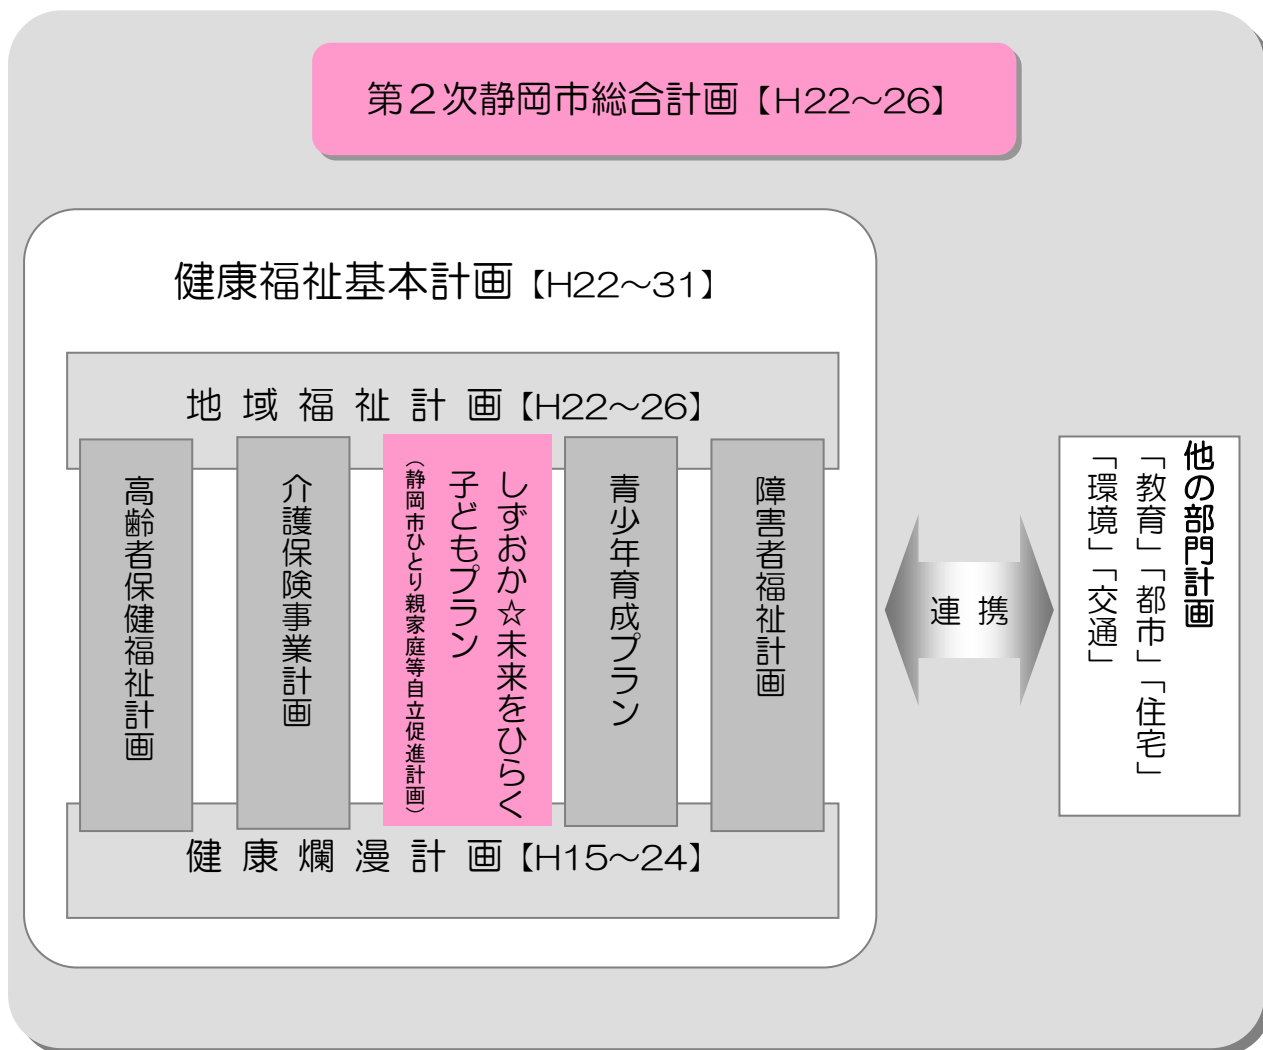 第２次静岡市総合計画【H22～26】
健康福祉基本計画【H22～31】
地域福祉計画【H22～26】
高齢者保健福祉計画
介護保険事業計画
しずおか☆未来をひらく
子どもプラン
（静岡市ひとり親家庭等自立促進計画）
青少年育成プラン
障害者福祉計画
健康爛漫計画【H15～24】
連携
他の部門計画
「教育」「都市」「住宅」
「環境」「交通」